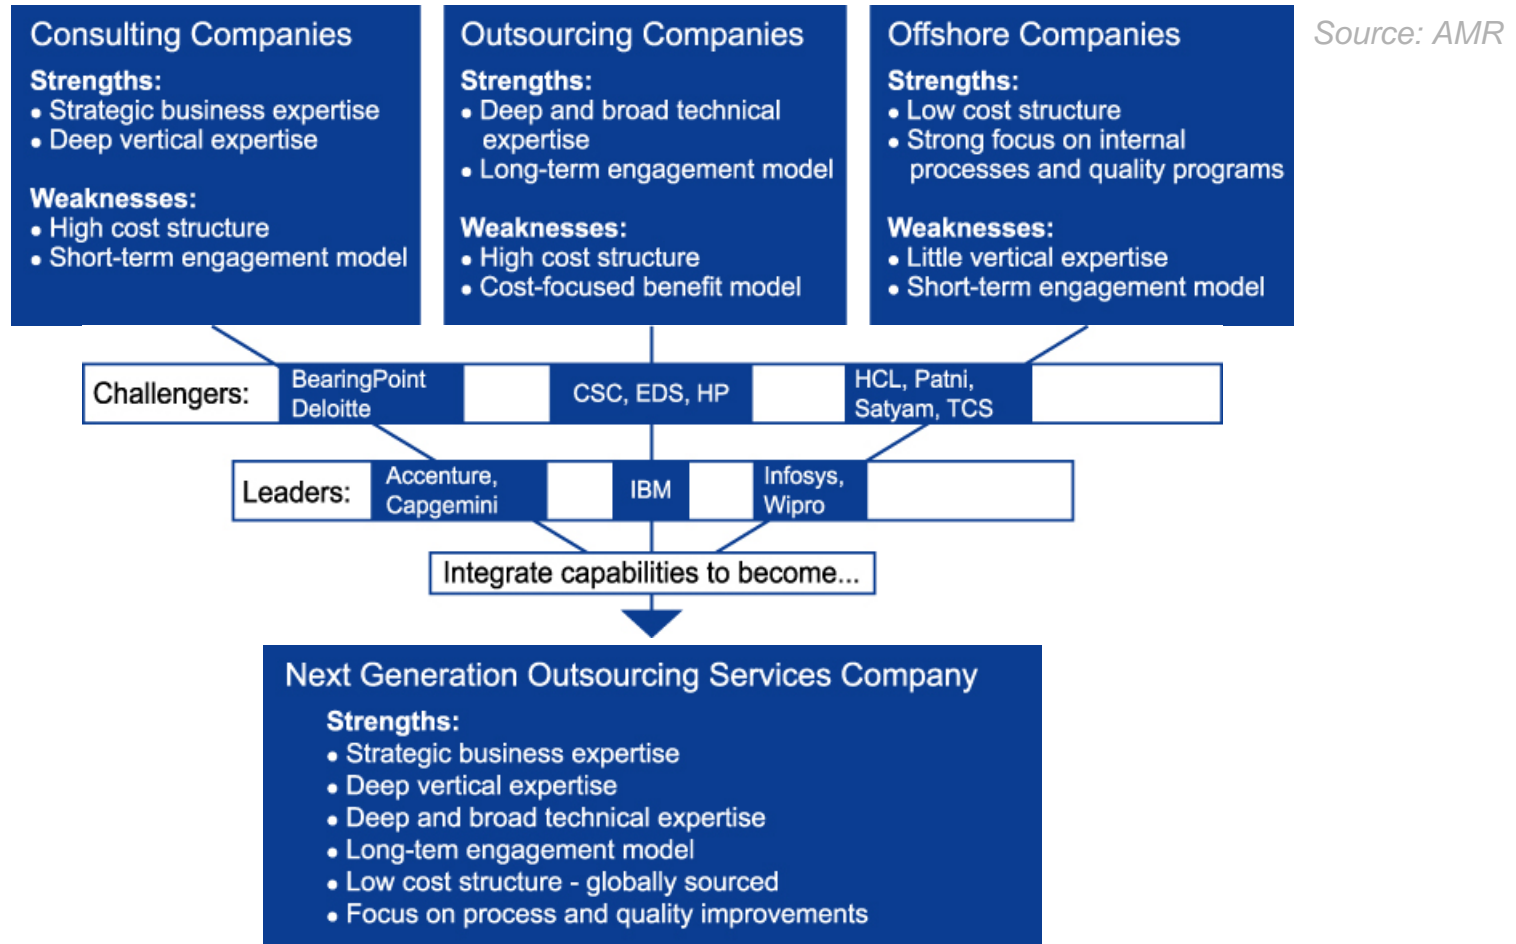 Consulting Companies
Strengths:
• Strategic business expertise
• Deep vertical expertise
Weaknesses:
• High cost structure
• Short-term engagement model
Outsourcing Companies
Strengths:
• Deep and broad technical
expertise
• Long-term engagement model
Weaknesses:
• High cost structure
• Cost-focused benefit model
Offshore Companies
Strengths:
• Low cost structure
• Strong focus on internal
processes and quality programs
Weaknesses:
• Little vertical expertise
• Short-term engagement model
Source: AMR
Challengers:
BearingPoint
Deloitte
CSC, EDS, HP
HCL, Patni,
Satyam, TCS
Leaders:
Accenture,
Capgemini
IBM
Infosys,
Wipro
Integrate capabilities to become...
Next Generation Outsourcing Services Company
Strengths:
• Strategic business expertise
• Deep vertical expertise
• Deep and broad technical expertise
• Long-tem engagement model
• Low cost structure - globally sourced
• Focus on process and quality improvements